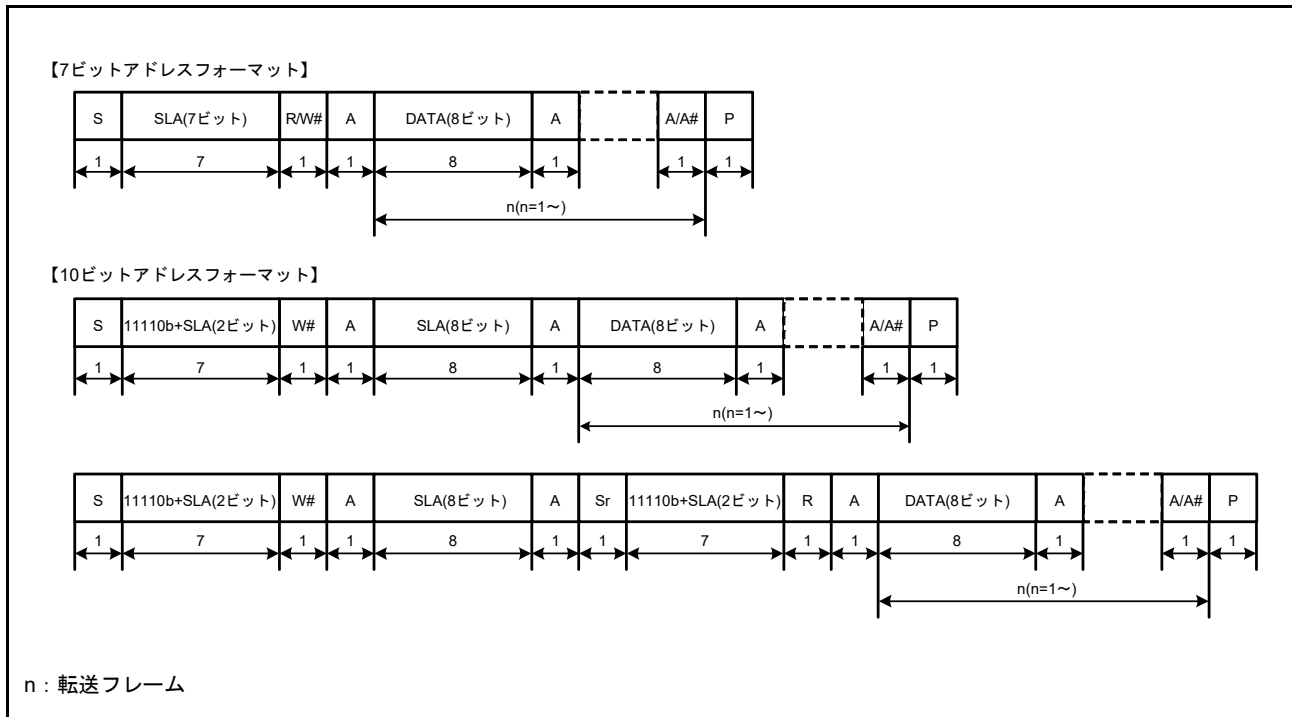 【7ビットアドレスフォーマット】
S SLA(7ビット) R/W# A DATA(8ビット) A A/A# P
1 7 1 1 8 1 1 1
n(n=1〜)
【10ビットアドレスフォーマット】
S 11110b+SLA(2ビット) W# A SLA(8ビット) A DATA(8ビット) A A/A# P
1 7 1 1 8 1 8 1 1 1
n(n=1〜)
S 11110b+SLA(2ビット) W# A SLA(8ビット) A Sr 11110b+SLA(2ビット) R A DATA(8ビット) A A/A# P
1 7 1 1 8 1 1 7 1 1 8 1 1 1
n(n=1〜)
n：転送フレーム